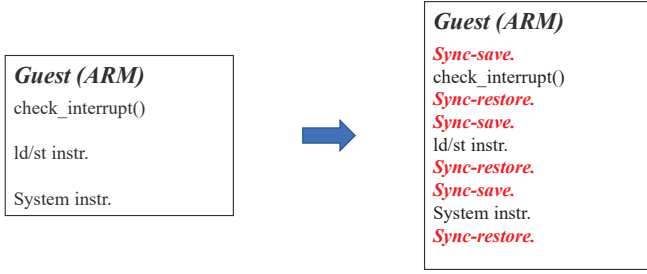 Guest (ARM)
check_interrupt()
ld/st instr.
System instr.
Guest (ARM)
Sync-save.
check_interrupt()
Sync-restore.
Sync-save.
ld/st instr.
Sync-restore.
Sync-save.
System instr.
Sync-restore.